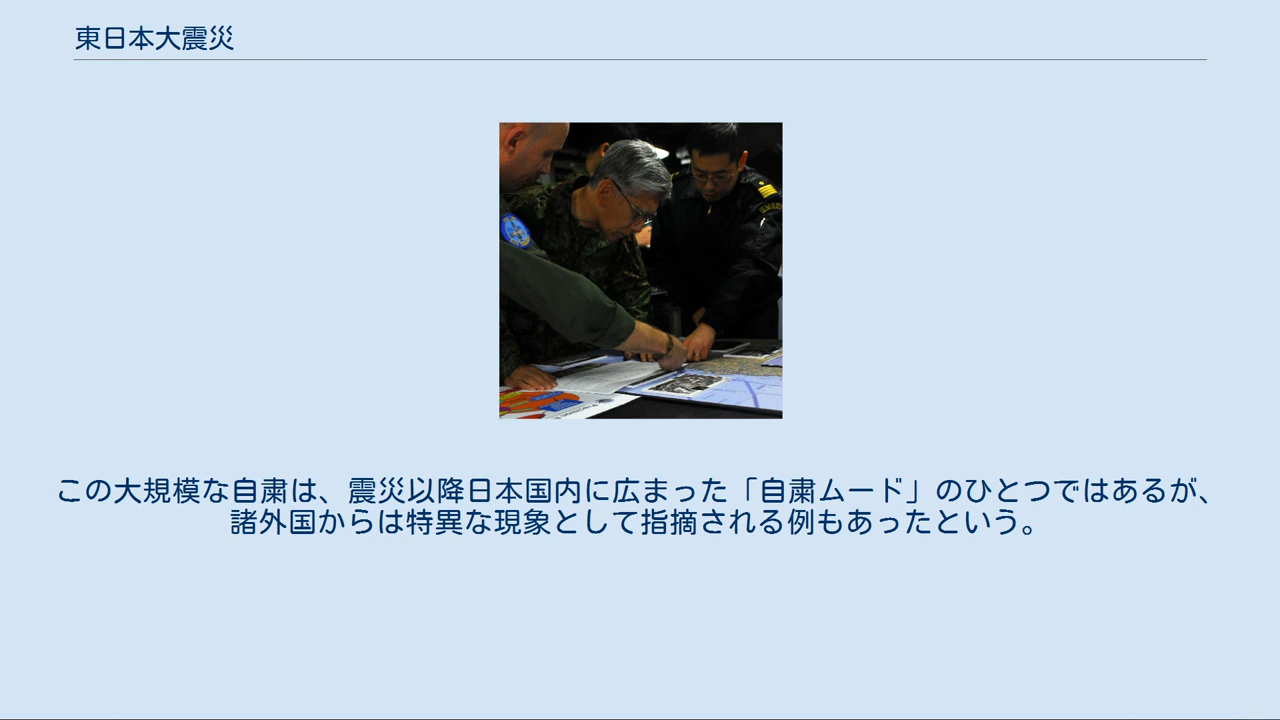 東日本大震災
この大規模な自粛は、震災以降日本国内に広まった「自粛ムード」のひとつではあるが、
諸外国からは特異な現象として指摘される例もあったという。